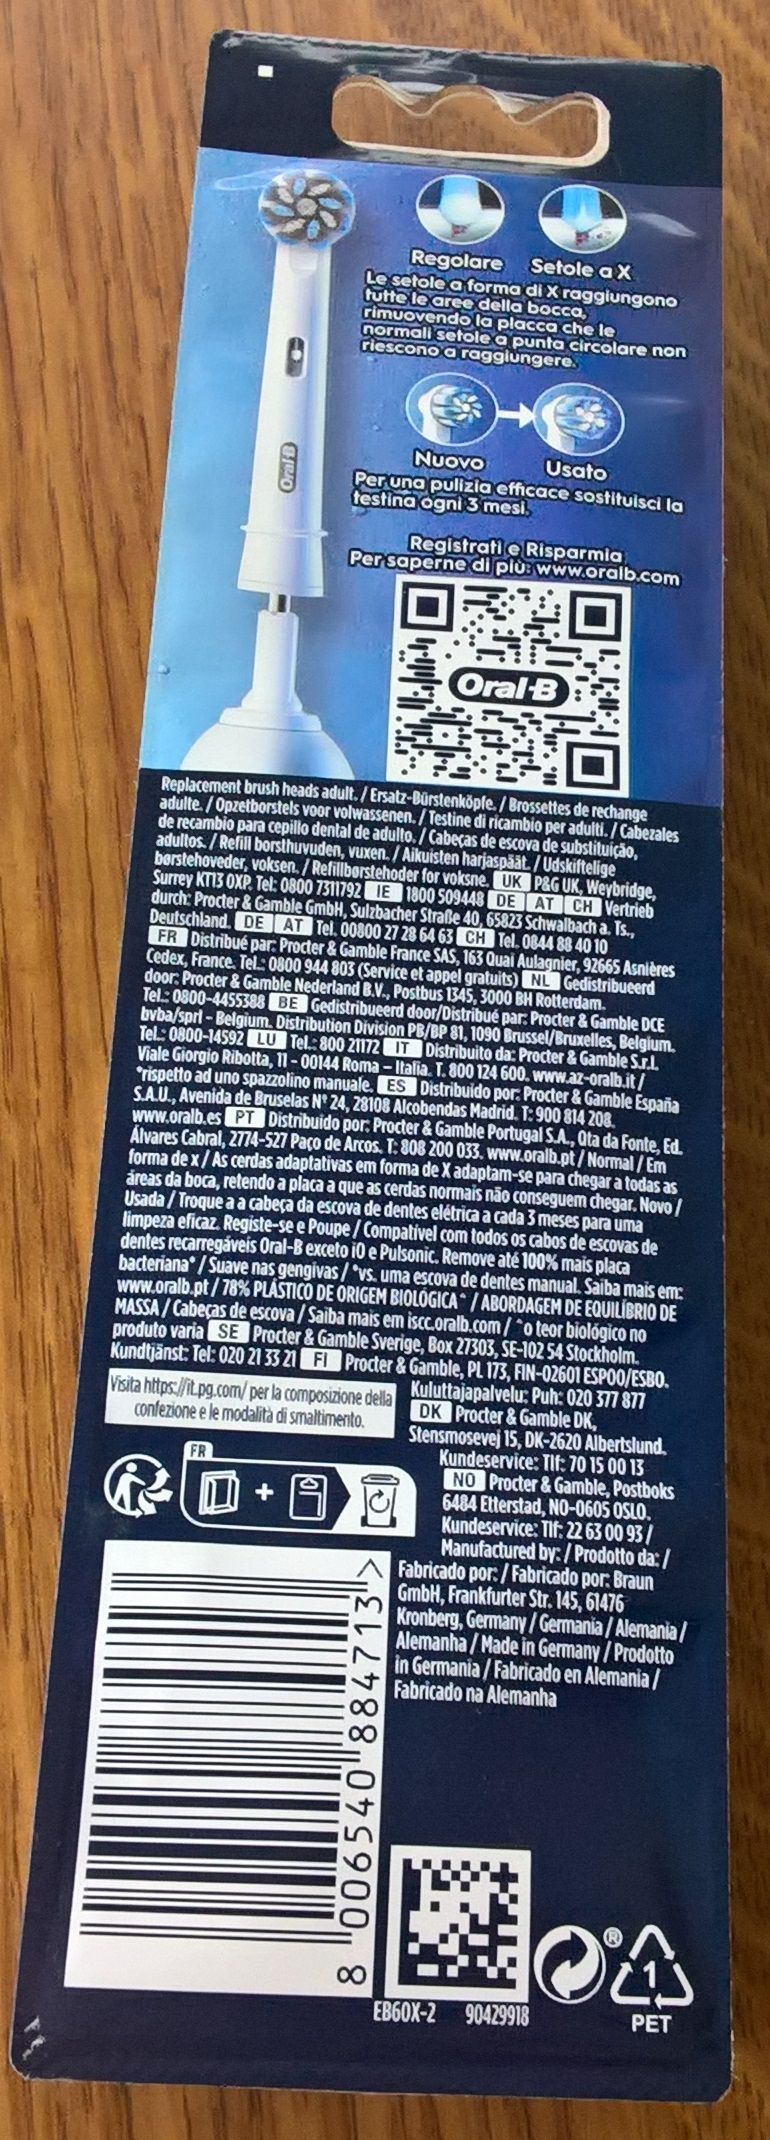 Regolare Setole a X
Le setole a forma di X raggiungono
tutte le aree della bocca,
rimuovendo la placca che le
normali setole a punta circolare non
riescono a raggiungere.
Oral-B
Nuovo Usato
Per una pulizia efficace sostituisci la
testina ogni 3 mesi.
Registrati e Risparmia
Per saperne di più: www.oralb.com
Oral-B
Replacement brush heads adult. / Ersatz-Bürstenköpfe. / Brossettes de rechange
adulte. / Opzetborstels voor volwassenen. / Testine di ricambio per adulti. / Cabezales
de recambio para cepillo dental de adulto. / Cabeças de escova de substituição,
adultos. / Refill borsthuvuden, vuxen. / Aikuisten harjaspäät. / Udskiftelige
børstehoveder, voksen. / Refillbørstehoder for voksne. UK P&G UK, Weybridge,
Surrey KT13 0XP. Tel: 0800 7311792 IE 1800 509448 DE AT CH Vertrieb
durch: Procter & Gamble GmbH, Sulzbacher Straße 40, 65823 Schwalbach a. Ts.,
Deutschland. DE AT Tel. 00800 27 28 64 63 CH Tel. 0844 88 40 10
FR Distribué par: Procter & Gamble France SAS, 163 Quai Aulagnier, 92665 Asnières
Cedex, France. Tel.: 0800 944 803 (Service et appel gratuits) NL Gedistribueerd
door: Procter & Gamble Nederland B.V., Postbus 1345, 3000 BH Rotterdam.
Tel.: 0800-4455388 BE Gedistribueerd door/Distribué par: Procter & Gamble DCE
bvba/sprl - Belgium. Distribution Division PB/BP 81, 1090 Brussel/Bruxelles, Belgium.
Tel.: 0800-14592 LU Tel.: 800 21172 IT Distribuito da: Procter & Gamble S.r.l.
Viale Giorgio Ribotta, 11 - 00144 Roma – Italia. T. 800 124 600. www.az-oralb.it /
*rispetto ad uno spazzolino manuale. ES Distribuido por: Procter & Gamble España
S.A.U., Avenida de Bruselas N° 24, 28108 Alcobendas Madrid. T: 900 814 208.
www.oralb.es PT Distribuido por: Procter & Gamble Portugal S.A., Qta da Fonte, Ed.
Álvares Cabral, 2774-527 Paço de Arcos. T: 808 200 033. www.oralb.pt / Normal / Em
forma de x / As cerdas adaptativas em forma de X adaptam-se para chegar a todas as
áreas da boca, retendo a placa a que as cerdas normais não conseguem chegar. Novo /
Usada / Troque a a cabeça da escova de dentes elétrica a cada 3 meses para uma
limpeza eficaz. Registe-se e Poupe / Compatível com todos os cabos de escovas de
dentes recarregáveis Oral-B exceto iO e Pulsonic. Remove até 100% mais placa
bacteriana* / Suave nas gengivas / *vs. uma escova de dentes manual. Saiba mais em:
www.oralb.pt / 78% PLÁSTICO DE ORIGEM BIOLÓGICA^ / ABORDAGEM DE EQUILÍBRIO DE
MASSA / Cabeças de escova / Saiba mais em iscc.oralb.com / ^o teor biológico no
produto varia SE Procter & Gamble Sverige, Box 27303, SE-102 54 Stockholm.
Kundtjänst: Tel: 020 21 33 21 FI Procter & Gamble, PL 173, FIN-02601 ESPOO/ESBO.
Kuluttajapalvelu: Puh: 020 377 877
DK Procter & Gamble DK,
Stensmosevej 15, DK-2620 Albertslund.
Kundeservice: Tlf: 70 15 00 13
NO Procter & Gamble, Postboks
6484 Etterstad, NO-0605 OSLO.
Kundeservice: Tlf: 22 63 00 93 /
Manufactured by: / Prodotto da: /
Fabricado por: / Fabricado por: Braun
GmbH, Frankfurter Str. 145, 61476
Kronberg, Germany / Germania / Alemania /
Alemanha / Made in Germany / Prodotto
in Germania / Fabricado en Alemania /
Fabricado na Alemanha
Visita https://it.pg.com/ per la composizione della
confezione e le modalità di smaltimento.
FR
+
8 006540 884713 >
EB60X-2 90429918
®
1
PET